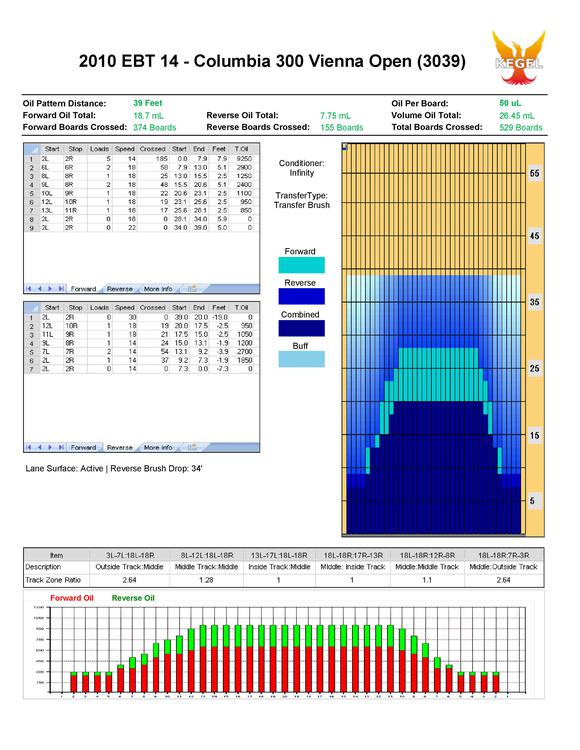 2010 EBT 14 - Columbia 300 Vienna Open (3039)
KEGEL
Oil Pattern Distance: 39 Feet Oil Per Board: 50 uL
Forward Oil Total: 18.7 mL Reverse Oil Total: 7.75 mL Volume Oil Total: 26.45 mL
Forward Boards Crossed: 374 Boards Reverse Boards Crossed: 155 Boards Total Boards Crossed: 529 Boards
Start Stop Loads Speed Crossed Start End Feet T.Oil
1 2L 2R 5 14 185 0.0 7.9 7.9 9250
2 6L 6R 2 18 58 7.9 13.0 5.1 2900
3 8L 8R 1 18 25 13.0 15.5 2.5 1250
4 9L 8R 2 18 48 15.5 20.6 5.1 2400
5 10L 9R 1 18 22 20.6 23.1 2.5 1100
6 12L 10R 1 18 19 23.1 25.6 2.5 950
7 13L 11R 1 18 17 25.6 28.1 2.5 850
8 2L 2R 0 18 0 28.1 34.0 5.9 0
9 2L 2R 0 22 0 34.0 39.0 5.0 0
Forward Reverse More Info
Start Stop Loads Speed Crossed Start End Feet T.Oil
1 2L 2R 0 30 0 39.0 20.0 -19.0 0
2 12L 10R 1 18 19 20.0 17.5 -2.5 950
3 11L 9R 1 18 21 17.5 15.0 -2.5 1050
4 9L 8R 1 14 24 15.0 13.1 -1.9 1200
5 7L 7R 2 14 54 13.1 9.2 -3.9 2700
6 2L 2R 1 14 37 9.2 7.3 -1.9 1850
7 2L 2R 0 14 0 7.3 0.0 -7.3 0
Forward Reverse More Info
Lane Surface: Active | Reverse Brush Drop: 34'
Conditioner:
Infinity
TransferType:
Transfer Brush
Forward
Reverse
Combined
Buff
55
45
35
25
15
5
Item 3L-7L:18L-18R 8L-12L:18L-18R 13L-17L:18L-18R 18L-18R:17R-13R 18L-18R:12R-8R 18L-18R:7R-3R
Description Outside Track:Middle Middle Track:Middle Inside Track:Middle Middle: Inside Track Middle:Middle Track Middle:Outside Track
Track Zone Ratio 2.64 1.28 1 1 1.1 2.64
Forward Oil Reverse Oil